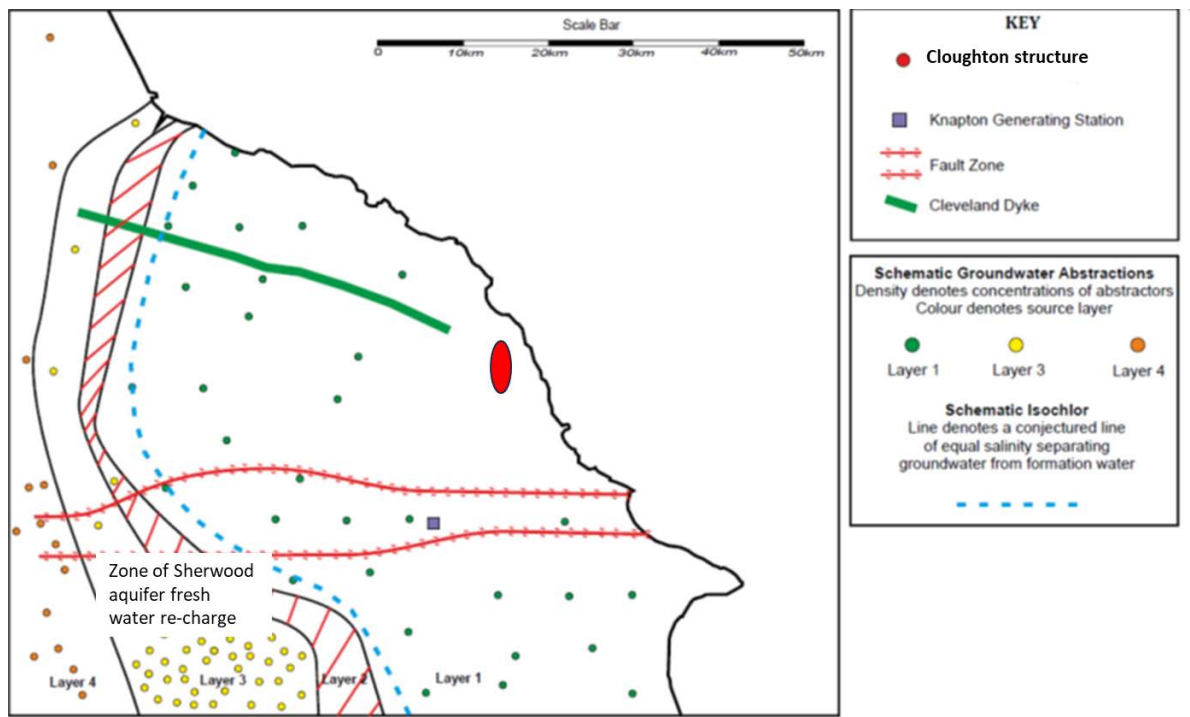 Scale Bar
0 10km 20km 30km 40km 50km
KEY
Cloughton structure
Knapton Generating Station
Fault Zone
Cleveland Dyke
Schematic Groundwater Abstractions
Density denotes concentrations of abstractors
Colour denotes source layer
Layer 1 Layer 3 Layer 4
Schematic Isochlor
Line denotes a conjectured line
of equal salinity separating
groundwater from formation water
Zone of Sherwood
aquifer fresh
water re-charge
Layer 4 Layer 3 Layer 2 Layer 1